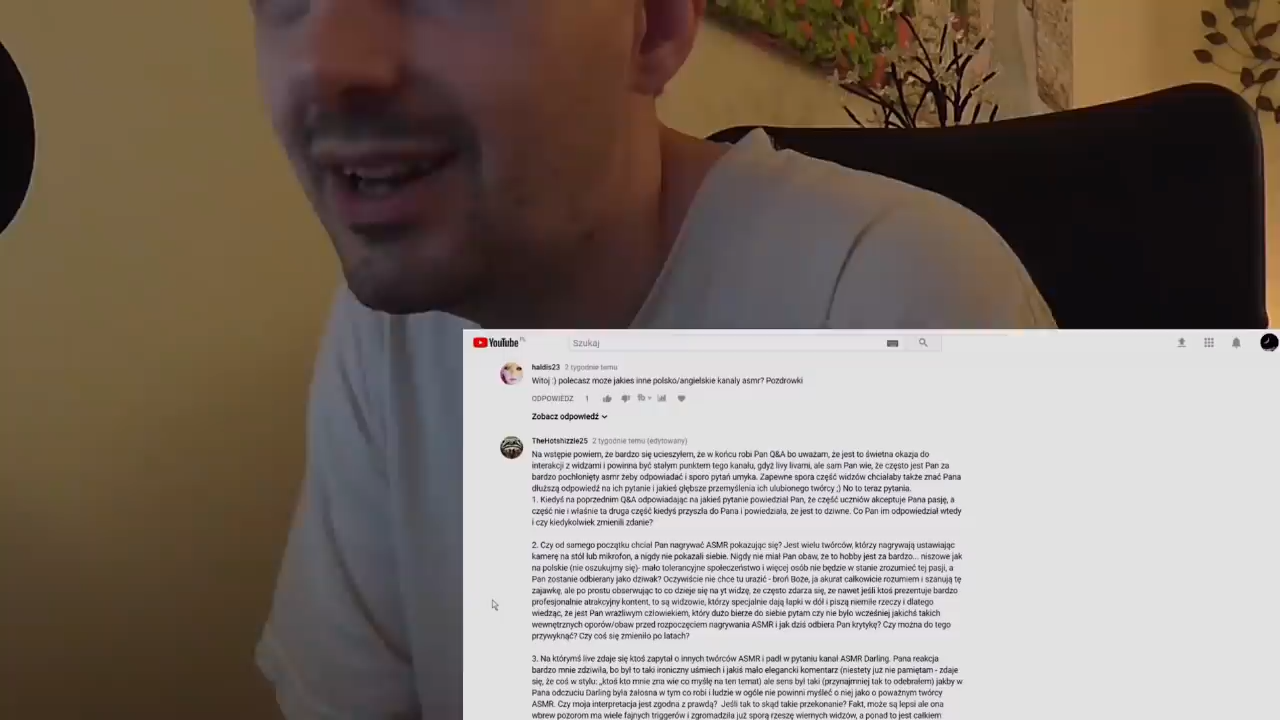 YouTube PL
Szukaj
haldis23 2 tygodnie temu
Witoj :) polecasz może jakies inne polsko/angielskie kanaly asmr? Pozdrowki
ODPOWIEDZ 1
Zobacz odpowiedź
TheHotshizzle25 2 tygodnie temu (edytowany)
Na wstępie powiem, że bardzo się ucieszyłem, że w końcu robi Pan Q&A bo uważam, że jest to świetna okazja do
interakcji z widzami i powinna być stałym punktem tego kanału, gdyż livy livami, ale sam Pan wie, że często jest Pan za
bardzo pochłonięty asmr żeby odpowiadać i sporo pytań umyka. Zapewne spora część widzów chciałaby także znać Pana
dłuższą odpowiedź na ich pytanie i jakieś głębsze przemyślenia ich ulubionego twórcy ;) No to teraz pytania.
1. Kiedyś na poprzednim Q&A odpowiadając na jakieś pytanie powiedział Pan, że część uczniów akceptuje Pana pasję, a
część nie i właśnie ta druga część kiedyś przyszła do Pana i powiedziała, że jest to dziwne. Co Pan im odpowiedział wtedy
i czy kiedykolwiek zmienili zdanie?
2. Czy od samego początku chciał Pan nagrywać ASMR pokazując się? Jest wielu twórców, którzy nagrywają ustawiając
kamerę na stól lub mikrofon, a nigdy nie pokazali siebie. Nigdy nie miał Pan obaw, że to hobby jest za bardzo... niszowe jak
na polskie (nie oszukujmy się)- mało tolerancyjne społeczeństwo i więcej osób nie będzie w stanie zrozumieć tej pasji, a
Pan zostanie odbierany jako dziwak? Oczywiście nie chce tu urazić - broń Boże, ja akurat całkowicie rozumiem i szanują tę
zajawkę, ale po prostu obserwując to co dzieje się na yt widzę, że często zdarza się, że nawet jeśli ktoś prezentuje bardzo
profesjonalnie atrakcyjny kontent, to są widzowie, którzy specjalnie dają łapki w dół i piszą niemiłe rzeczy i dlatego
wiedząc, że jest Pan wrażliwym człowiekiem, który dużo bierze do siebie pytam czy nie było wcześniej jakichś takich
wewnętrznych oporów/obaw przed rozpoczęciem nagrywania ASMR i jak dziś odbiera Pan krytykę? Czy można do tego
przywyknąć? Czy coś się zmieniło po latach?
3. Na którymś live zdaje się ktoś zapytał o innych twórców ASMR i padł w pytaniu kanał ASMR Darling. Pana reakcja
bardzo mnie zdziwiła, bo był to taki ironiczny uśmiech i jakiś mało elegancki komentarz (niestety już nie pamiętam - zdaje
się, że coś w stylu: „ktoś kto mnie zna wie co myślę na ten temat) ale sens był taki (przynajmniej tak to odebrałem) jakby w
Pana odczuciu Darling była żałosna w tym co robi i ludzie w ogóle nie powinni myśleć o niej jako o poważnym twórcy
ASMR. Czy moja interpretacja jest zgodna z prawdą? Jeśli tak to skąd takie przekonanie? Fakt, może są lepsi ale ona
wbrew pozorom ma wiele fajnych triggerów i zgromadziła już sporą rzeszę wiernych widzów, a ponad to jest całkiem